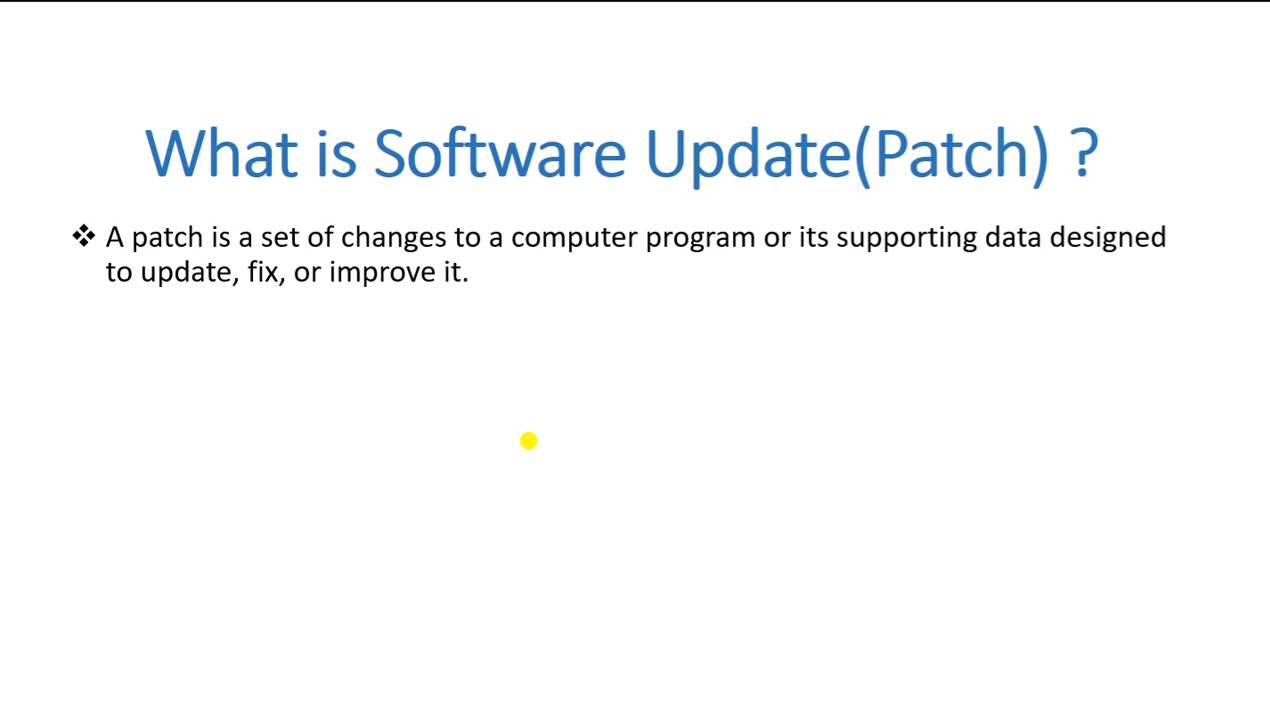 What is Software Update(Patch) ?
❖ A patch is a set of changes to a computer program or its supporting data designed
to update, fix, or improve it.